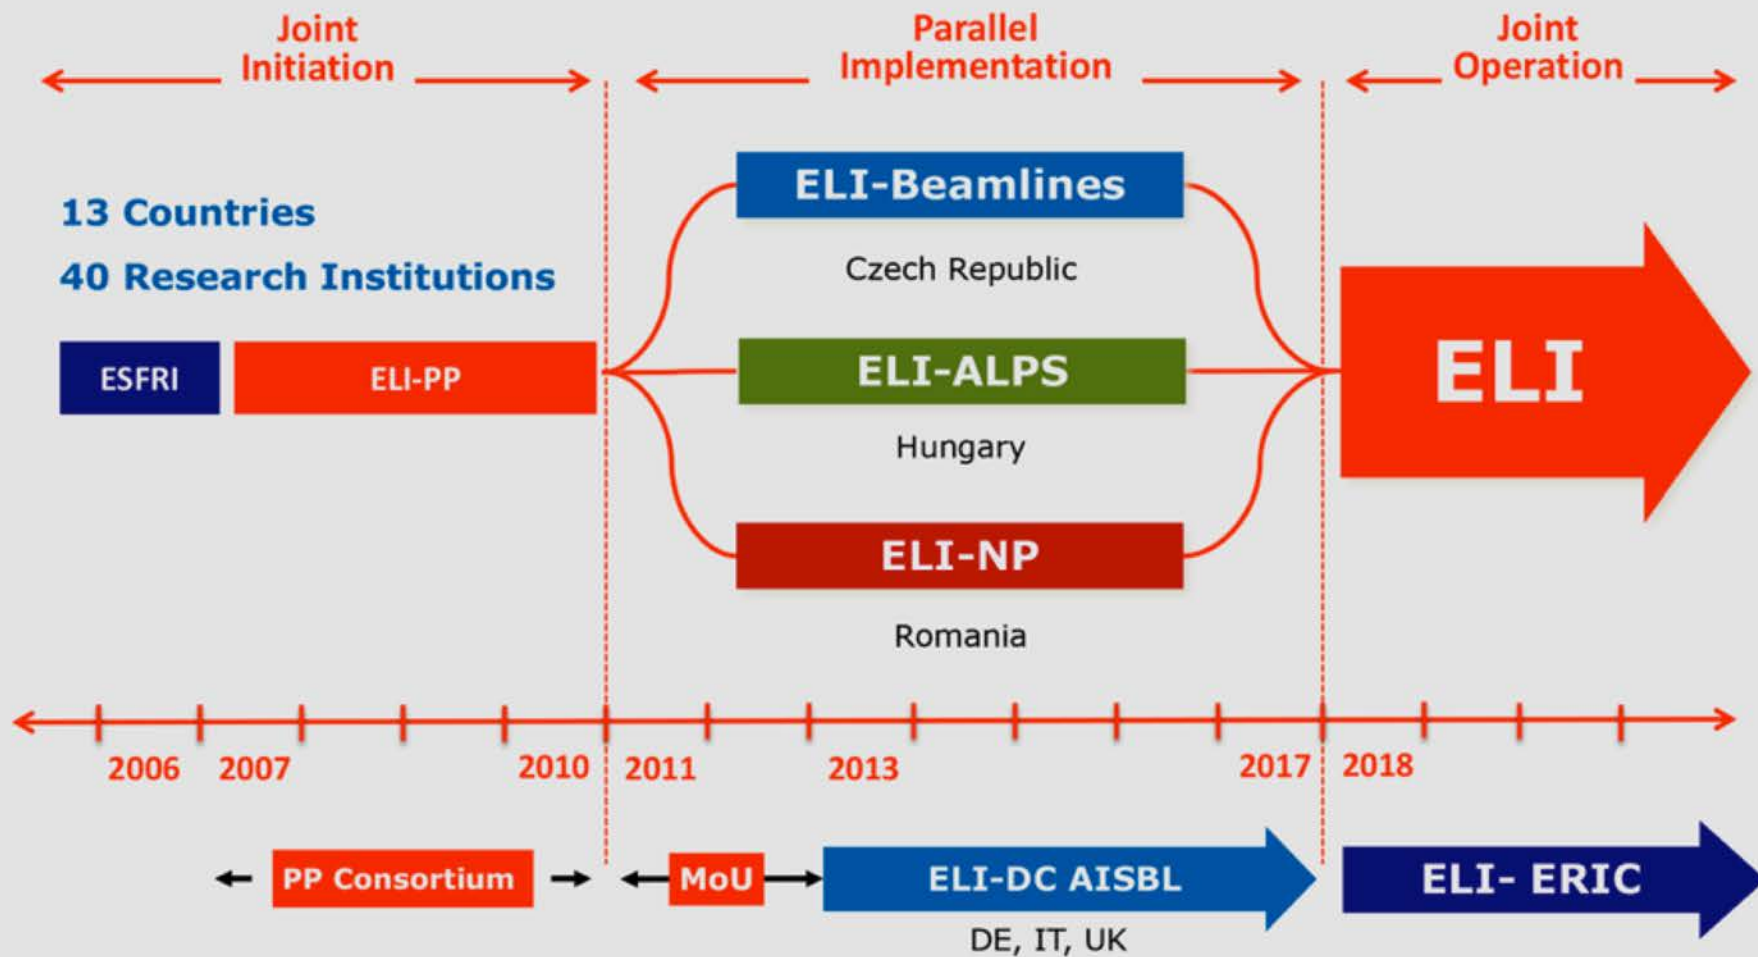 Joint
Initiation
Parallel
Implementation
Joint
Operation
13 Countries
40 Research Institutions
ESFRI
ELI-PP
ELI-Beamlines
Czech Republic
ELI-ALPS
Hungary
ELI-NP
Romania
ELI
2006
2007
2010
2011
2013
2017
2018
PP Consortium
MoU
ELI-DC AISBL
DE, IT, UK
ELI- ERIC